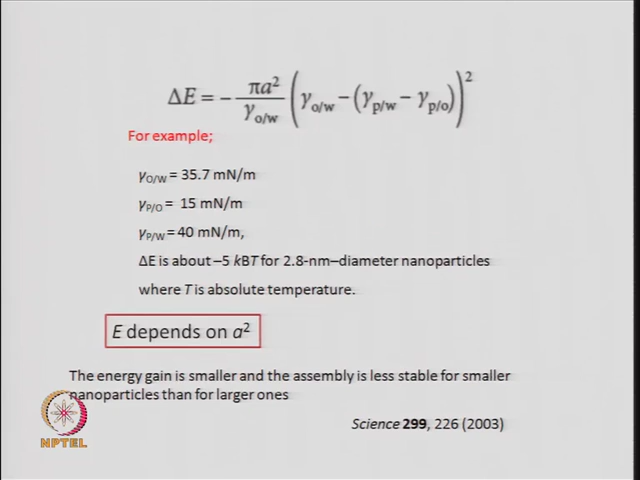 ΔE = − πa²/γo/w (γo/w − (γp/w − γp/o))²
For example;
γO/W = 35.7 mN/m
γP/O = 15 mN/m
γP/W = 40 mN/m,
ΔE is about –5 kBT for 2.8-nm–diameter nanoparticles
where T is absolute temperature.
E depends on a²
The energy gain is smaller and the assembly is less stable for smaller
nanoparticles than for larger ones
Science 299, 226 (2003)
NPTEL